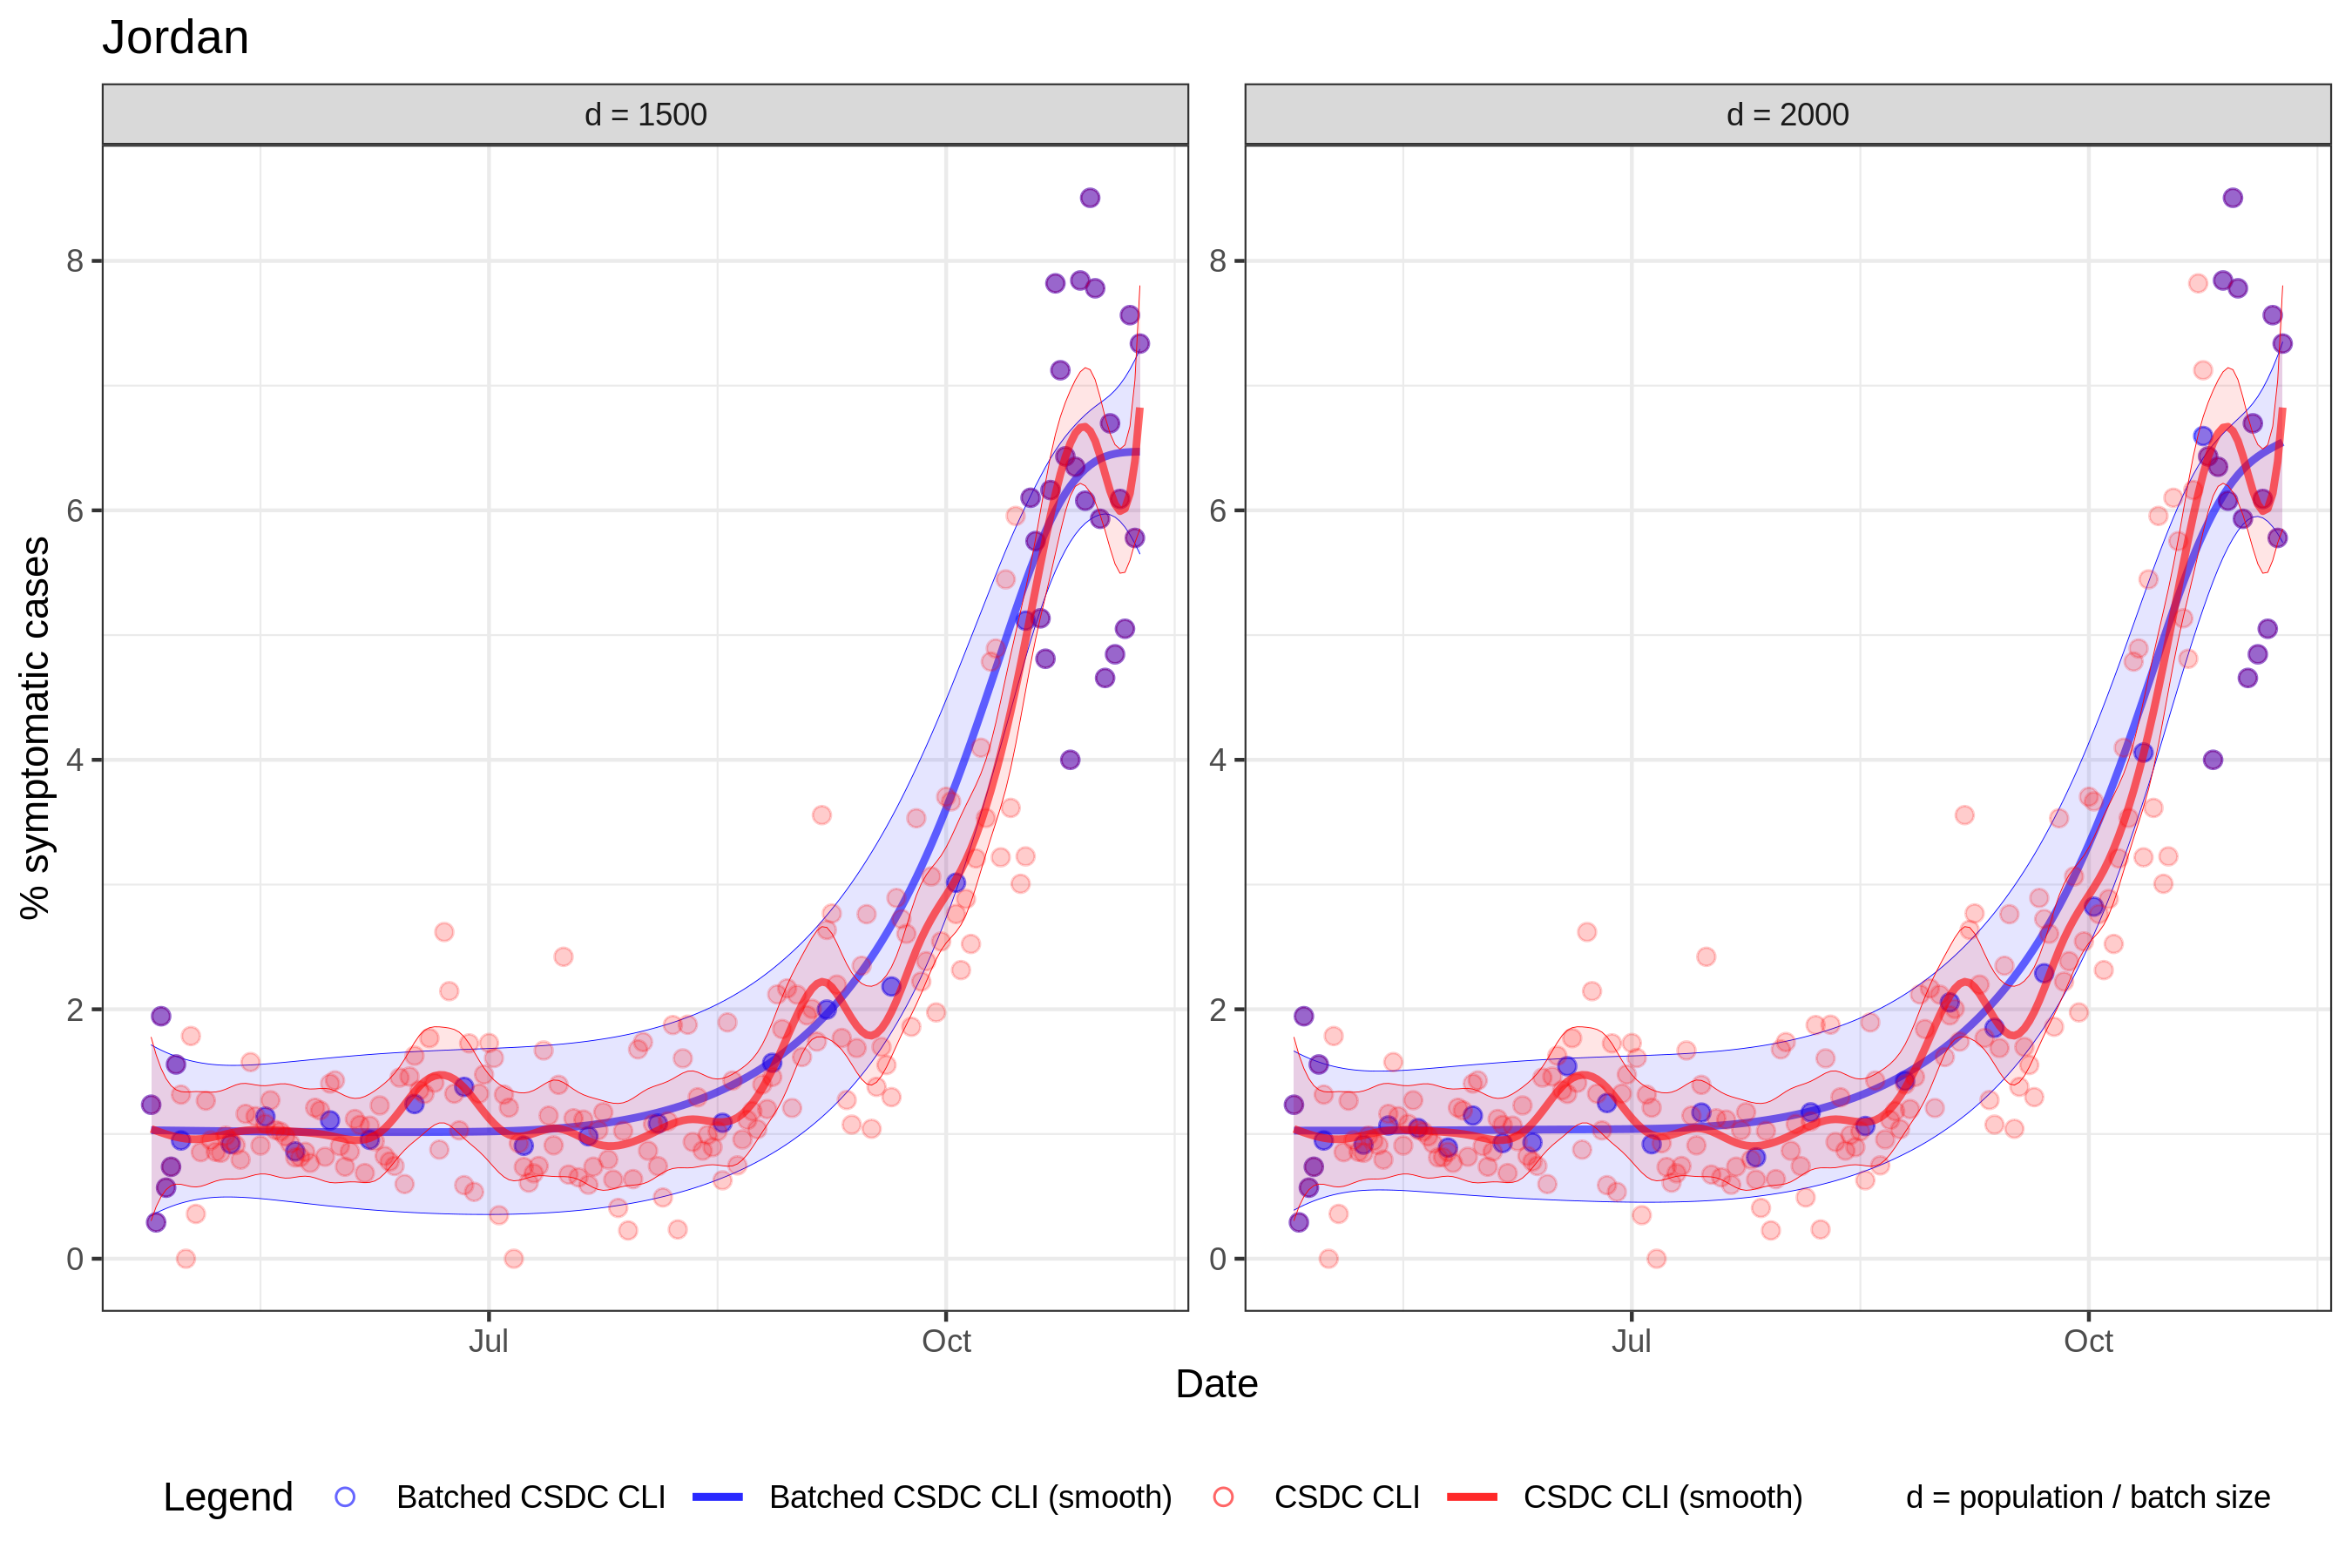 Jordan
d = 1500
d = 2000
% symptomatic cases
8
6
4
2
0
8
6
4
2
0
Jul
Oct
Jul
Oct
Date
Legend Batched CSDC CLI Batched CSDC CLI (smooth) CSDC CLI CSDC CLI (smooth) d = population / batch size